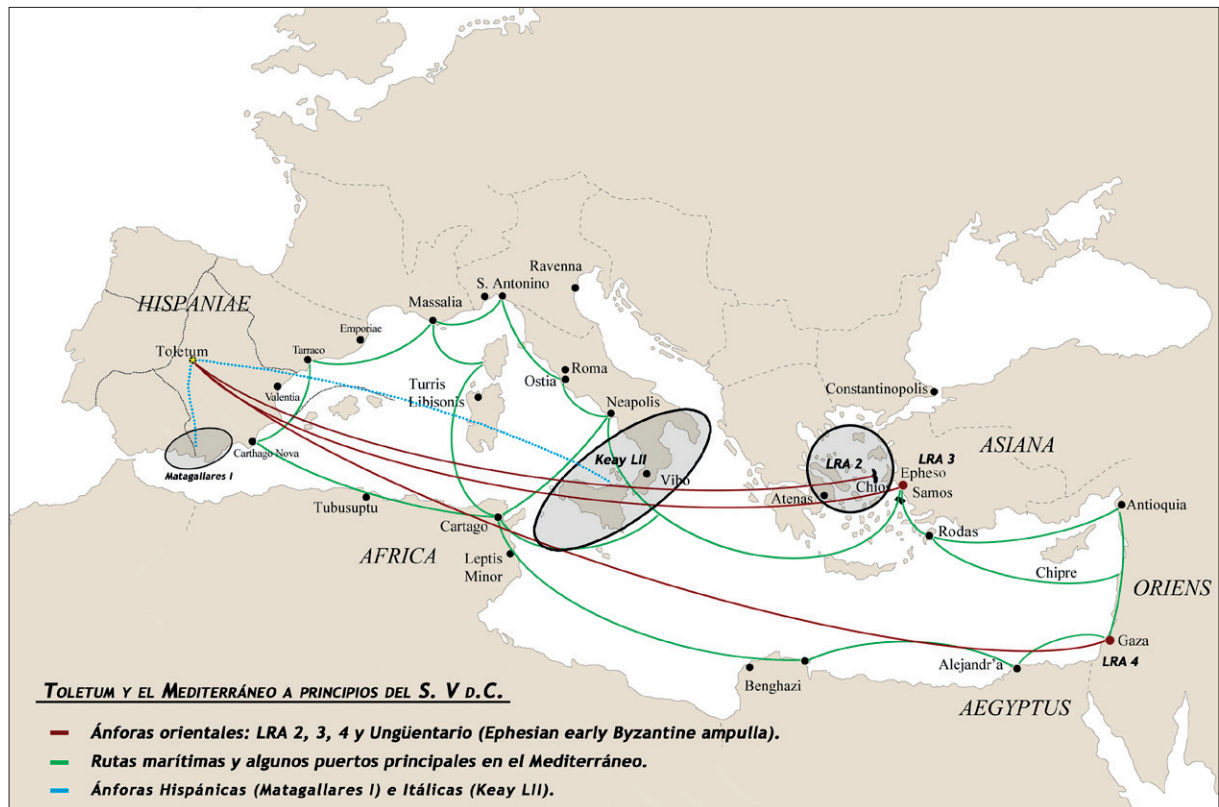 Ravenna
S. Antonino
HISPANIAE
Massalia
Emporiae
Toletum
Tarraco
Roma
Ostia
Valentia
Turris
Libisonis
Constantinopolis
Neapolis
ASIANA
Carthago Nova
Keay LII
LRA 2
LRA 3
Matagallares I
Vibo
Epheso
Chios
Samos
Atenas
Tubusuptu
Antioquia
Cartago
Rodas
AFRICA
Leptis
Minor
Chipre
ORIENS
Gaza
LRA 4
Alejandr'a
Benghazi
AEGYPTUS
TOLETUM Y EL MEDITERRÁNEO A PRINCIPIOS DEL S. V D.C.
Ánforas orientales: LRA 2, 3, 4 y Ungüentario (Ephesian early Byzantine ampulla).
Rutas marítimas y algunos puertos principales en el Mediterráneo.
Ánforas Hispánicas (Matagallares I) e Itálicas (Keay LII).